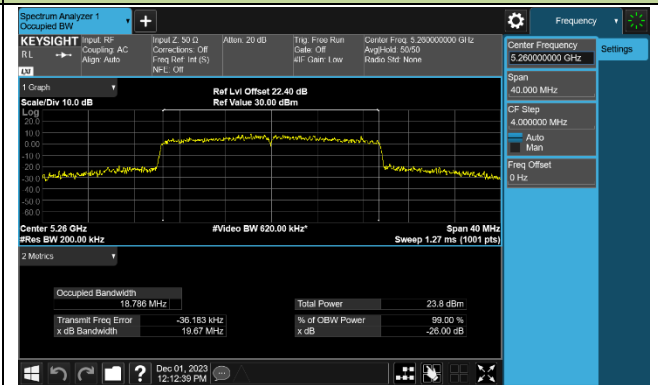 Spectrum Analyzer 1
Occupied BW
Frequency
KEYSIGHT
RL
LXI
Input: RF
Coupling: AC
Align: Auto
Input Z: 50 Ω
Corrections: Off
Freq Ref: Int (S)
NFE: Off
Atten: 20 dB
Trig: Free Run
Gate: Off
#IF Gain: Low
Center Freq: 5.260000000 GHz
Avg|Hold: 50/50
Radio Std: None
Center Frequency
5.260000000 GHz
Settings
Span
40.000 MHz
CF Step
4.000000 MHz
Auto
Man
Freq Offset
0 Hz
1 Graph
Scale/Div 10.0 dB
Ref Lvl Offset 22.40 dB
Ref Value 30.00 dBm
Log
20.0
10.0
0.00
-10.0
-20.0
-30.0
-40.0
-50.0
-60.0
Center 5.26 GHz
#Video BW 620.00 kHz*
Span 40 MHz
#Res BW 200.00 kHz
Sweep 1.27 ms (1001 pts)
2 Metrics
Occupied Bandwidth
18.786 MHz
Total Power 23.8 dBm
Transmit Freq Error -36.183 kHz
% of OBW Power 99.00 %
x dB Bandwidth 19.67 MHz
x dB -26.00 dB
?
Dec 01, 2023
12:12:39 PM